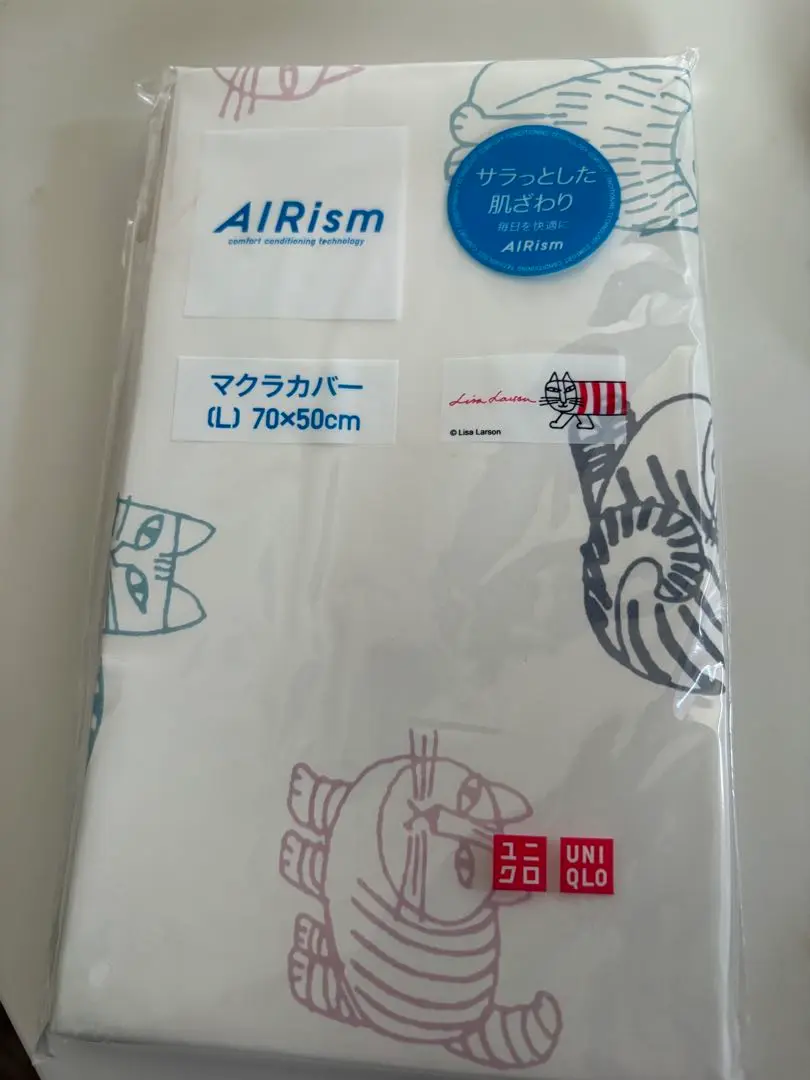 AIRism
comfort conditioning technology
サラっとした
肌ざわり
毎日を快適に
AIRism
マクラカバー
(L) 70×50cm
Lisa Larson
© Lisa Larson
ユニ
クロ
UNI
QLO